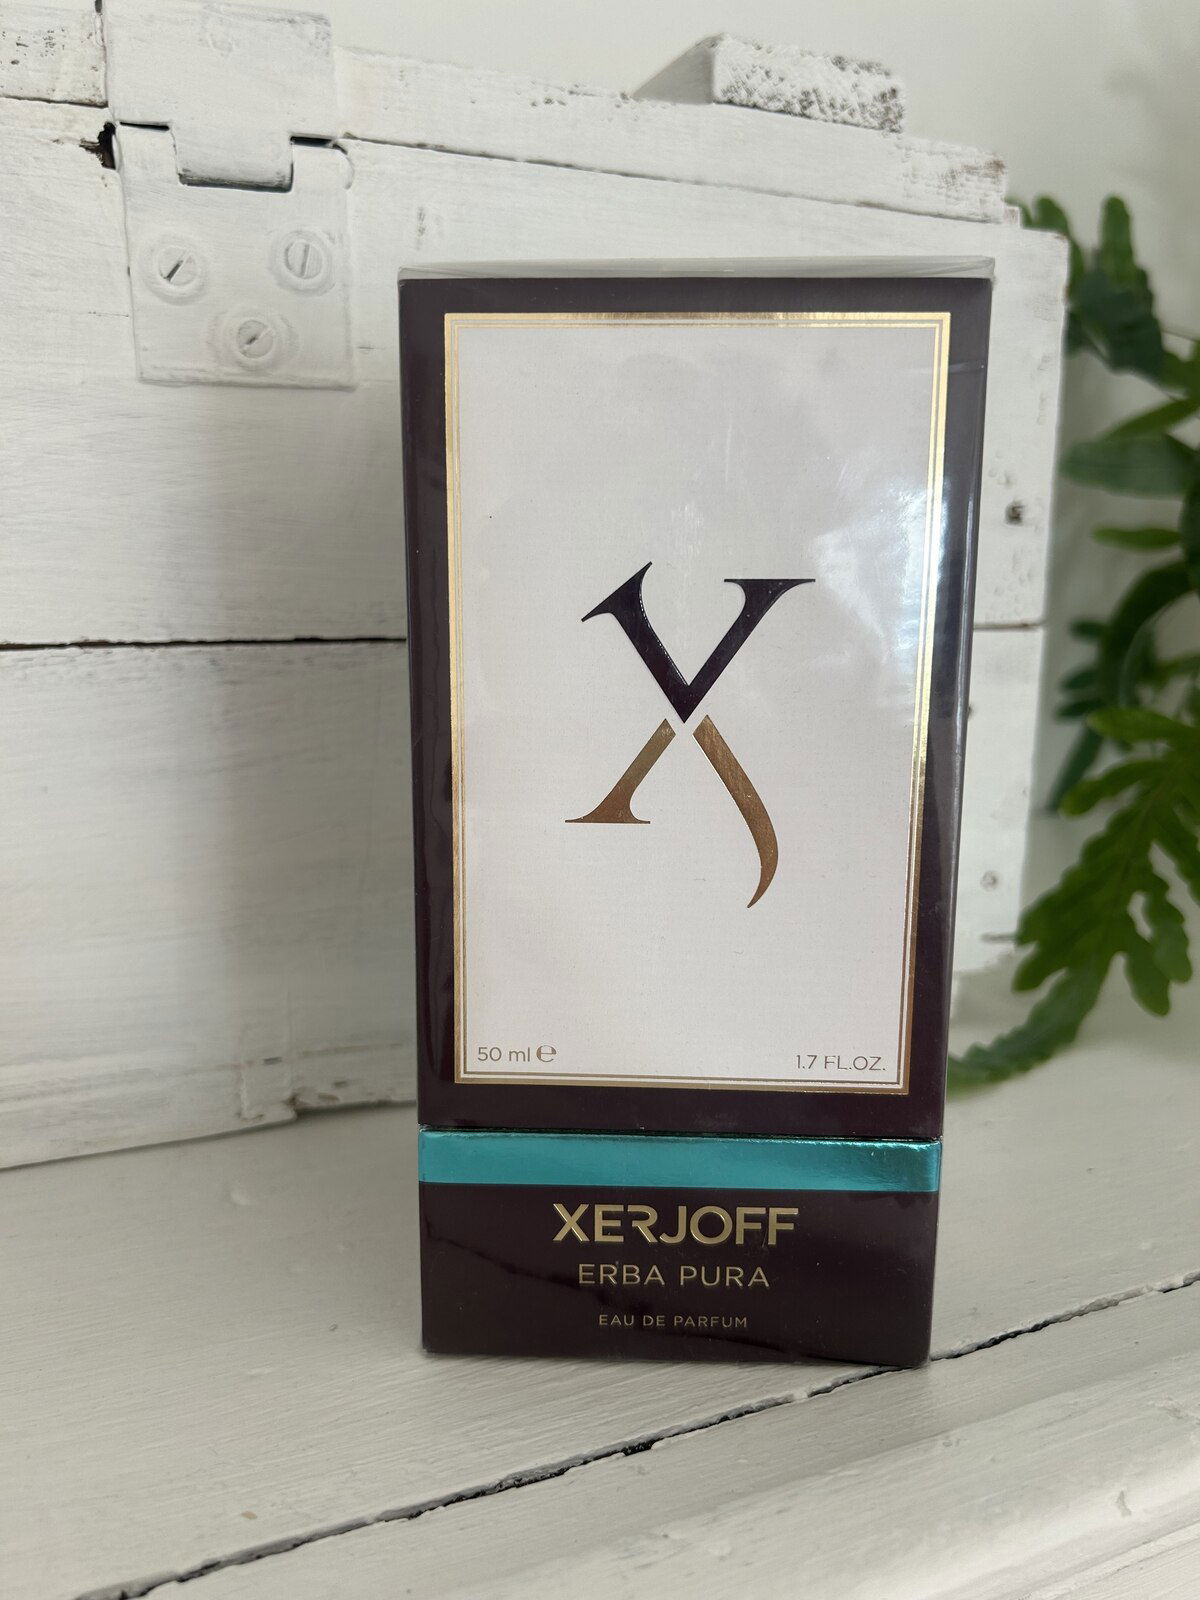 X
50 ml ℮
1.7 FL.OZ.
XERJOFF
ERBA PURA
EAU DE PARFUM